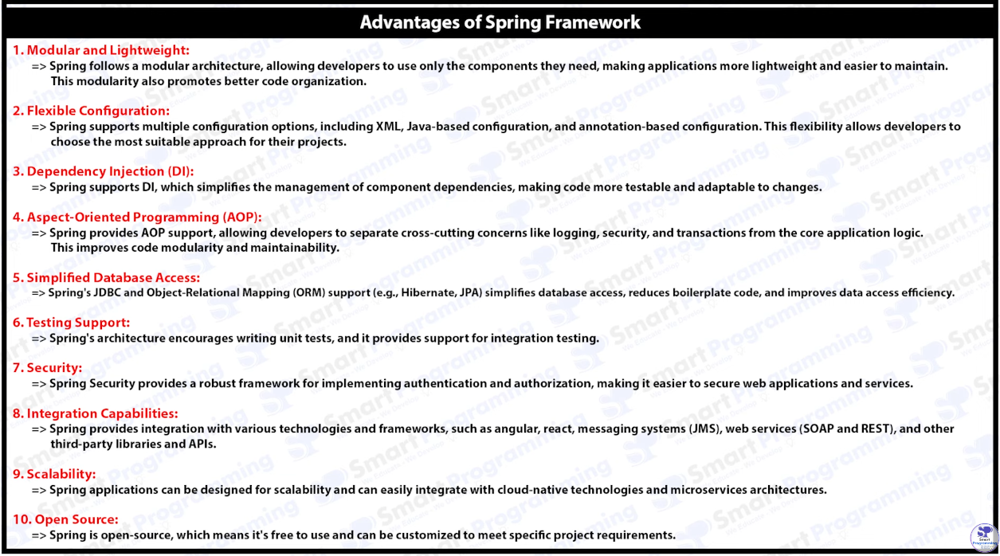 Advantages of Spring Framework
1. Modular and Lightweight:
=> Spring follows a modular architecture, allowing developers to use only the components they need, making applications more lightweight and easier to maintain.
This modularity also promotes better code organization.
2. Flexible Configuration:
=> Spring supports multiple configuration options, including XML, Java-based configuration, and annotation-based configuration. This flexibility allows developers to
choose the most suitable approach for their projects.
3. Dependency Injection (DI):
=> Spring supports DI, which simplifies the management of component dependencies, making code more testable and adaptable to changes.
4. Aspect-Oriented Programming (AOP):
=> Spring provides AOP support, allowing developers to separate cross-cutting concerns like logging, security, and transactions from the core application logic.
This improves code modularity and maintainability.
5. Simplified Database Access:
=> Spring's JDBC and Object-Relational Mapping (ORM) support (e.g., Hibernate, JPA) simplifies database access, reduces boilerplate code, and improves data access efficiency.
6. Testing Support:
=> Spring's architecture encourages writing unit tests, and it provides support for integration testing.
7. Security:
=> Spring Security provides a robust framework for implementing authentication and authorization, making it easier to secure web applications and services.
8. Integration Capabilities:
=> Spring provides integration with various technologies and frameworks, such as angular, react, messaging systems (JMS), web services (SOAP and REST), and other
third-party libraries and APIs.
9. Scalability:
=> Spring applications can be designed for scalability and can easily integrate with cloud-native technologies and microservices architectures.
10. Open Source:
=> Spring is open-source, which means it's free to use and can be customized to meet specific project requirements.
Smart
Programming